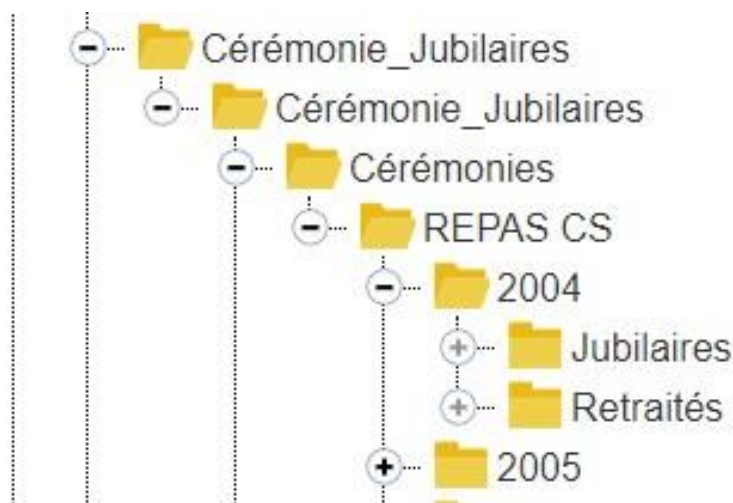 Cérémonie_Jubilaires
Cérémonie_Jubilaires
Cérémonies
REPAS CS
2004
Jubilaires
Retraités
2005